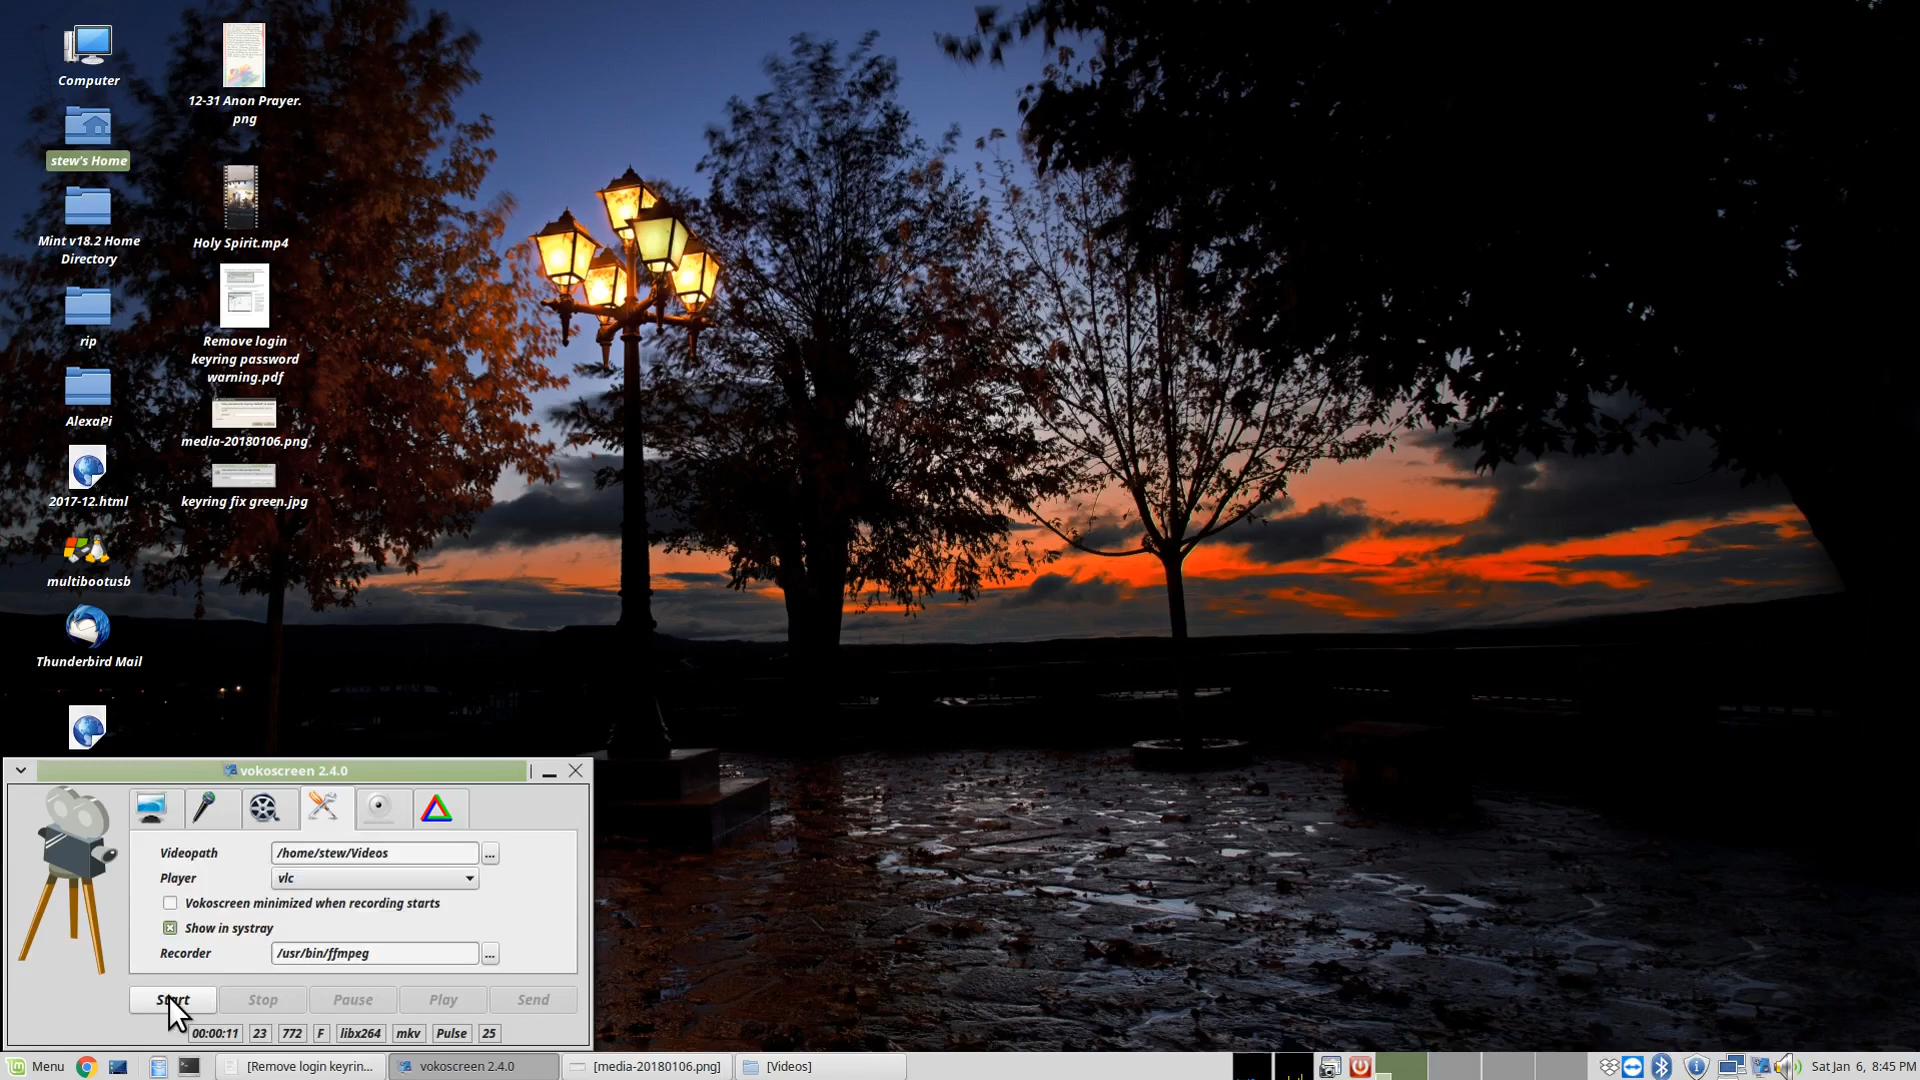 Computer
stew's Home
Mint v18.2 Home
Directory
rip
AlexaPi
2017-12.html
multibootusb
Thunderbird Mail
12-31 Anon Prayer.
png
Holy Spirit.mp4
Remove login
keyring password
warning.pdf
media-20180106.png
keyring fix green.jpg
vokoscreen 2.4.0
Videopath
/home/stew/Videos
...
Player
vlc
Vokoscreen minimized when recording starts
Show in systray
Recorder
/usr/bin/ffmpeg
...
Start
Stop
Pause
Play
Send
00:00:11
23
772
F
libx264
mkv
Pulse
25
Menu
[Remove login keyrin...
vokoscreen 2.4.0
[media-20180106.png]
[Videos]
Sat Jan 6, 8:45 PM